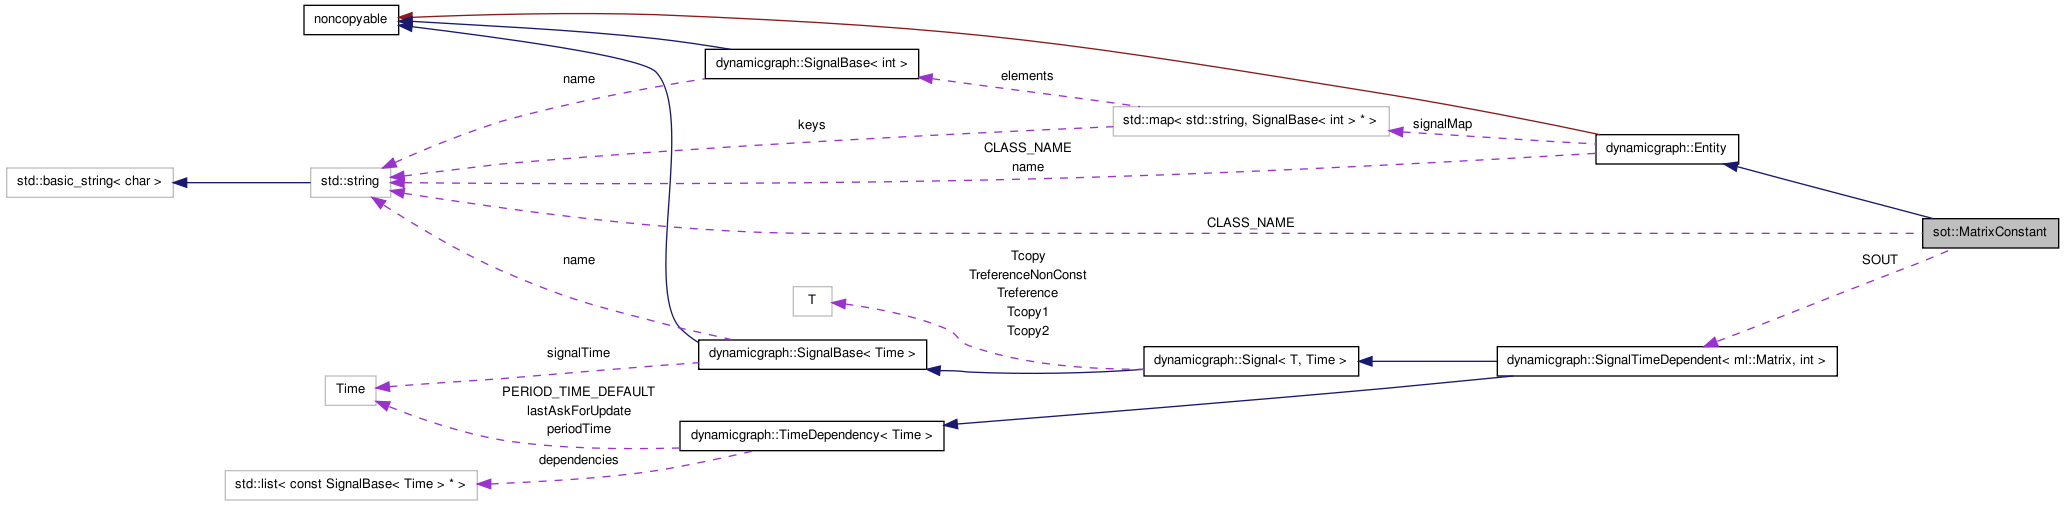 noncopyable
dynamicgraph::SignalBase< int >
name
elements
std::map< std::string, SignalBase< int > * >
keys
signalMap
CLASS_NAME
name
dynamicgraph::Entity
std::basic_string< char >
std::string
CLASS_NAME
sot::MatrixConstant
name
Tcopy
TreferenceNonConst
Treference
Tcopy1
Tcopy2
SOUT
T
signalTime
dynamicgraph::SignalBase< Time >
dynamicgraph::Signal< T, Time >
dynamicgraph::SignalTimeDependent< ml::Matrix, int >
Time
PERIOD_TIME_DEFAULT
lastAskForUpdate
periodTime
dynamicgraph::TimeDependency< Time >
dependencies
std::list< const SignalBase< Time > * >